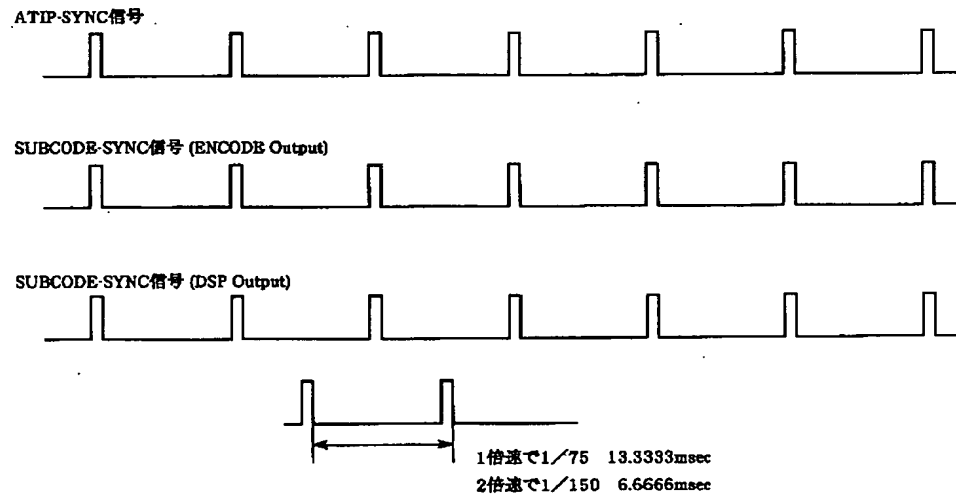 ATIP-SYNC信号
SUBCODE-SYNC信号 (ENCODE Output)
SUBCODE-SYNC信号 (DSP Output)
1倍速で1／75 13.3333msec
2倍速で1／150 6.6666msec